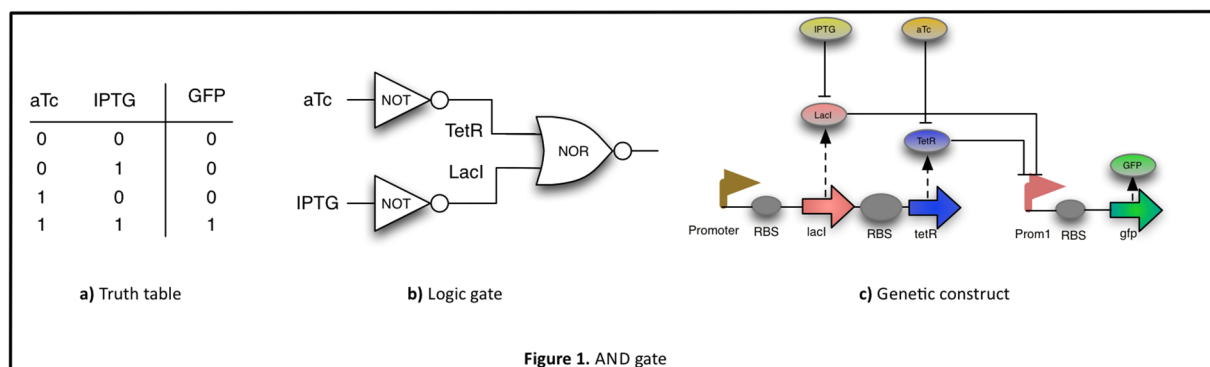 aTc IPTG GFP
0 0 0
0 1 0
1 0 0
1 1 1
a) Truth table
aTc NOT
TetR
NOR
LacI
IPTG NOT
b) Logic gate
IPTG aTc
LacI
TetR
GFP
Promoter RBS lacI RBS tetR Prom1 RBS gfp
c) Genetic construct
Figure 1. AND gate